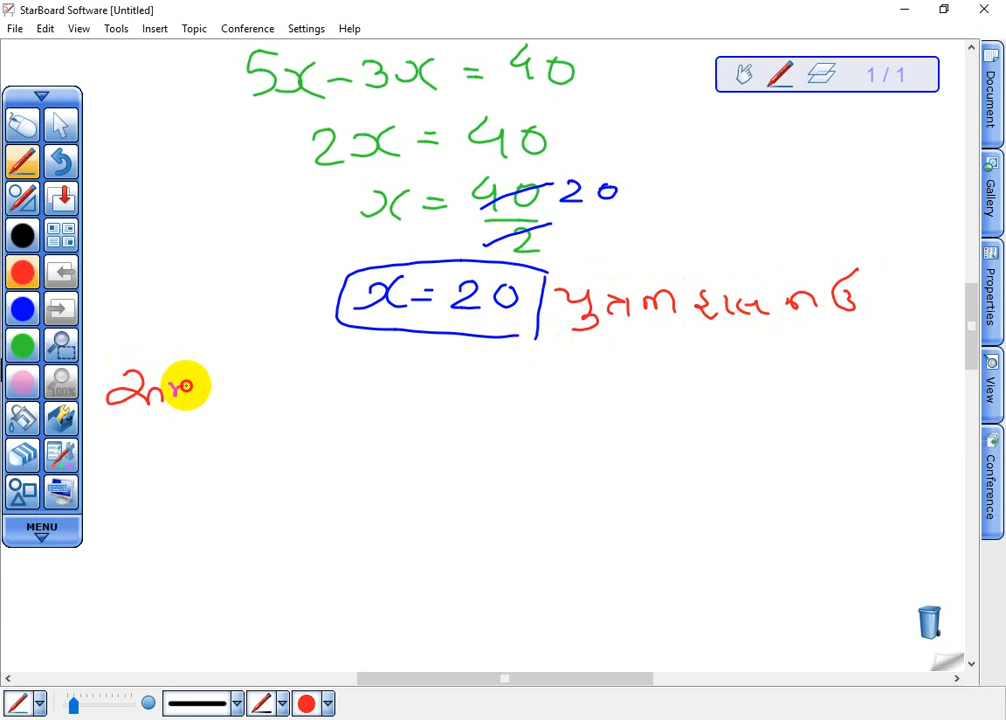 StarBoard Software [Untitled]
File Edit View Tools Insert Topic Conference Settings Help
5x - 3x = 40
1 / 1
2x = 40
x = 40/2 20
x = 20
100%
MENU
Document
Gallery
Properties
View
Conference